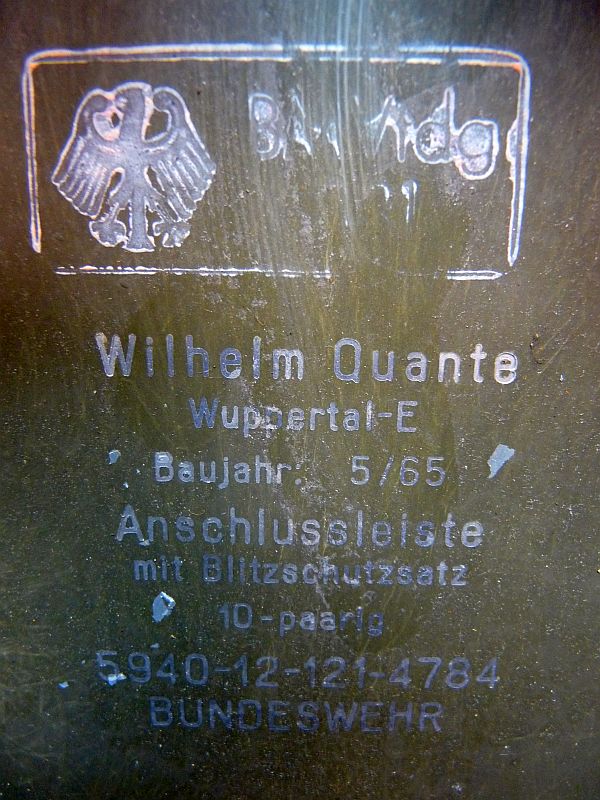 Wilhelm Quante
Wuppertal-E
Baujahr: 5/65
Anschlussleiste
mit Blitzschutzsatz
10-paarig
5940-12-121-4784
BUNDESWEHR